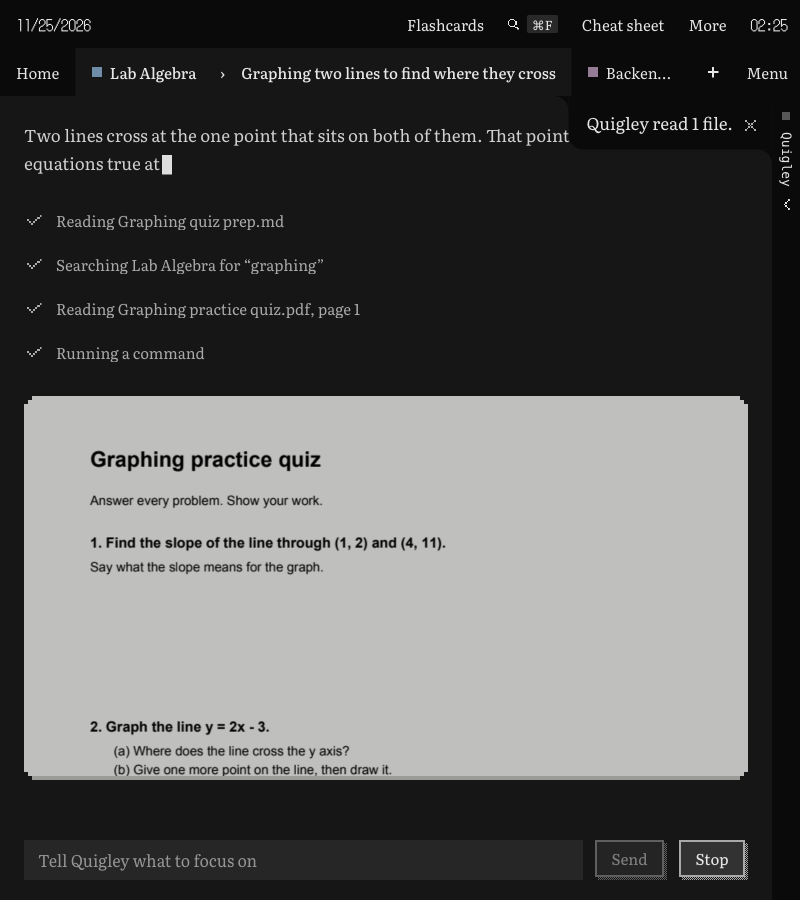 11/25/2026
Flashcards
⌘F
Cheat sheet
More
02:25
Home
Lab Algebra › Graphing two lines to find where they cross
Backen…
+
Menu
Quigley read 1 file.
Quigley
Two lines cross at the one point that sits on both of them. That point
equations true at
Reading Graphing quiz prep.md
Searching Lab Algebra for “graphing”
Reading Graphing practice quiz.pdf, page 1
Running a command
Graphing practice quiz
Answer every problem. Show your work.
1. Find the slope of the line through (1, 2) and (4, 11).
Say what the slope means for the graph.
2. Graph the line y = 2x - 3.
(a) Where does the line cross the y axis?
(b) Give one more point on the line, then draw it.
Tell Quigley what to focus on
Send
Stop